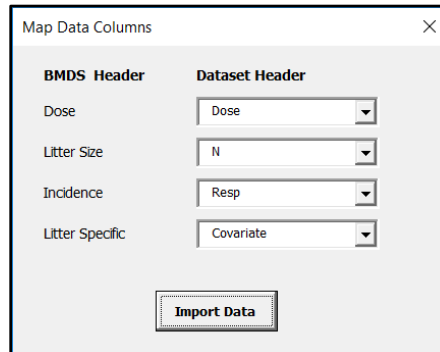 Map Data Columns
BMDS Header Dataset Header
Dose Dose
Litter Size N
Incidence Resp
Litter Specific Covariate
Import Data